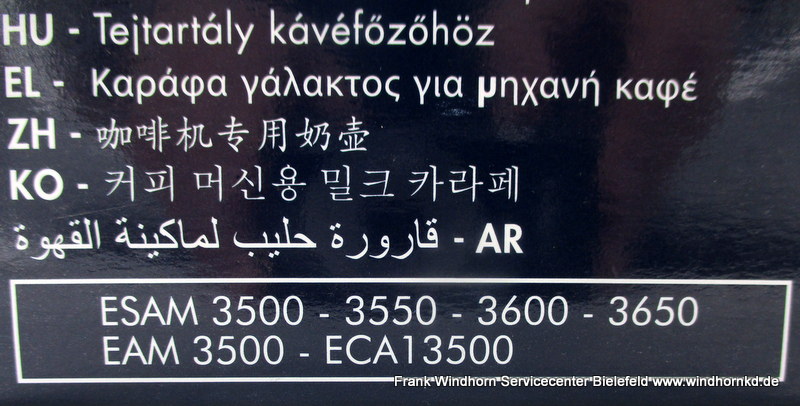 HU - Tejtartály kávéfőzőhöz
EL - Καράφα γάλακτος για μηχανή καφέ
ZH - 咖啡机专用奶壶
KO - 커피 머신용 밀크 카라페
AR - قارورة حليب لماكينة القهوة
ESAM 3500 - 3550 - 3600 - 3650
EAM 3500 - ECA13500
Frank Windhorn Servicecenter Bielefeld www.windhornkd.de